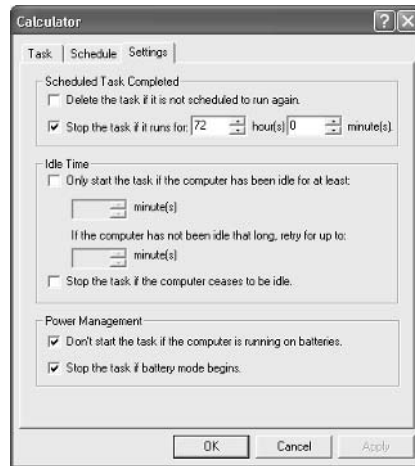 Calculator
Task Schedule Settings
Scheduled Task Completed
Delete the task if it is not scheduled to run again.
Stop the task if it runs for: 72 hour(s) 0 minute(s).
Idle Time
Only start the task if the computer has been idle for at least:
minute(s)
If the computer has not been idle that long, retry for up to:
minute(s)
Stop the task if the computer ceases to be idle.
Power Management
Don't start the task if the computer is running on batteries.
Stop the task if battery mode begins.
OK Cancel Apply